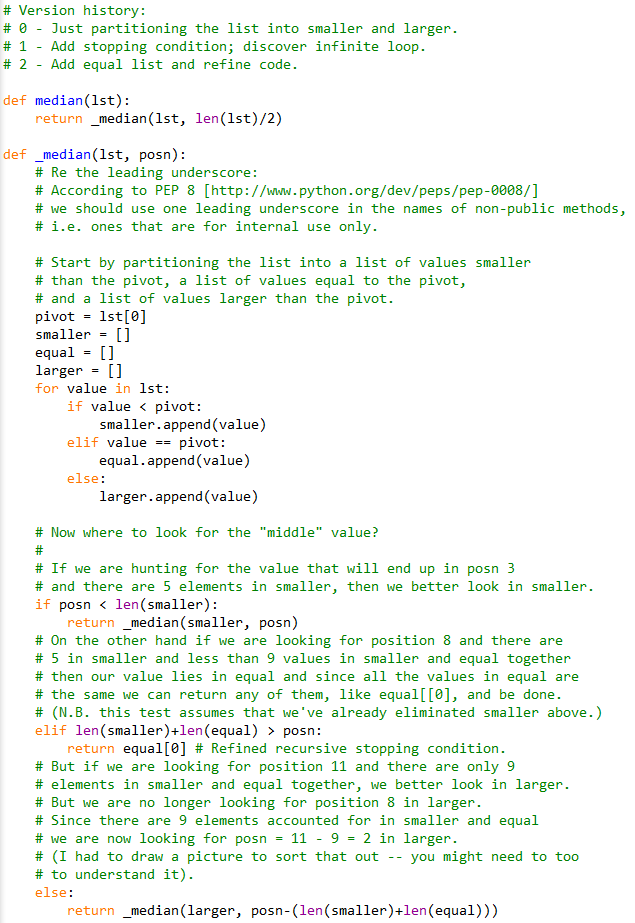 # Version history:
# 0 - Just partitioning the list into smaller and larger.
# 1 - Add stopping condition; discover infinite loop.
# 2 - Add equal list and refine code.

def median(lst):
    return _median(lst, len(lst)/2)

def _median(lst, posn):
    # Re the leading underscore:
    # According to PEP 8 [http://www.python.org/dev/peps/pep-0008/]
    # we should use one leading underscore in the names of non-public methods,
    # i.e. ones that are for internal use only.

    # Start by partitioning the list into a list of values smaller
    # than the pivot, a list of values equal to the pivot,
    # and a list of values larger than the pivot.
    pivot = lst[0]
    smaller = []
    equal = []
    larger = []
    for value in lst:
        if value < pivot:
            smaller.append(value)
        elif value == pivot:
            equal.append(value)
        else:
            larger.append(value)

    # Now where to look for the "middle" value?
    #
    # If we are hunting for the value that will end up in posn 3
    # and there are 5 elements in smaller, then we better look in smaller.
    if posn < len(smaller):
        return _median(smaller, posn)
    # On the other hand if we are looking for position 8 and there are
    # 5 in smaller and less than 9 values in smaller and equal together
    # then our value lies in equal and since all the values in equal are
    # the same we can return any of them, like equal[[0], and be done.
    # (N.B. this test assumes that we've already eliminated smaller above.)
    elif len(smaller)+len(equal) > posn:
        return equal[0] # Refined recursive stopping condition.
    # But if we are looking for position 11 and there are only 9
    # elements in smaller and equal together, we better look in larger.
    # But we are no longer looking for position 8 in larger.
    # Since there are 9 elements accounted for in smaller and equal
    # we are now looking for posn = 11 - 9 = 2 in larger.
    # (I had to draw a picture to sort that out -- you might need to too
    # to understand it).
    else:
        return _median(larger, posn-(len(smaller)+len(equal)))